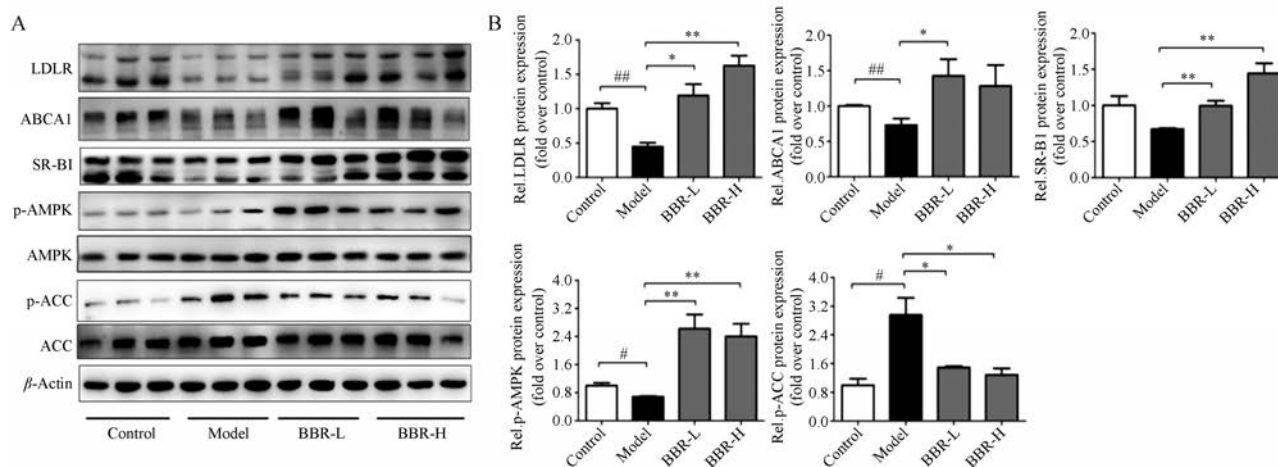 A
LDLR
ABCA1
SR-BI
p-AMPK
AMPK
p-ACC
ACC
β-Actin
Control Model BBR-L BBR-H
B
Rel.LDLR protein expression
(fold over control)
2.0
1.5
1.0
0.5
0.0
##
*
**
Control
Model
BBR-L
BBR-H
Rel.ABCA1 protein expression
(fold over control)
2.0
1.5
1.0
0.5
0.0
##
*
Control
Model
BBR-L
BBR-H
Rel.SR-B1 protein expression
(fold over control)
2.0
1.5
1.0
0.5
0.0
**
**
Control
Model
BBR-L
BBR-H
Rel.p-AMPK protein expression
(fold over control)
4.0
3.2
2.4
1.6
0.8
0.0
#
**
**
Control
Model
BBR-L
BBR-H
Rel.p-ACC protein expression
(fold over control)
4.0
3.2
2.4
1.6
0.8
0.0
#
*
*
Control
Model
BBR-L
BBR-H